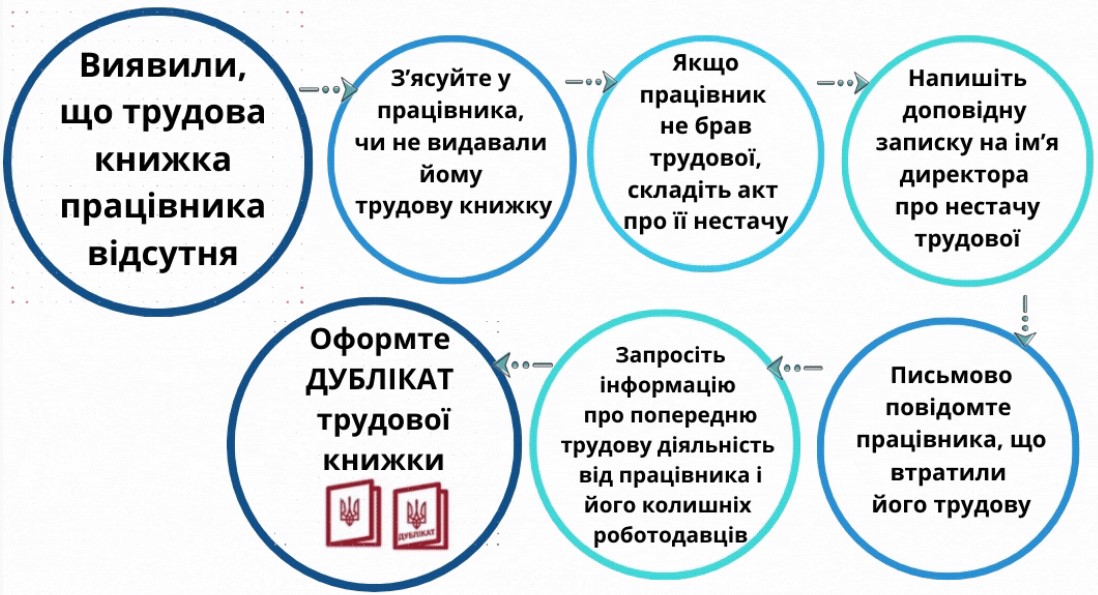 Виявили,
що трудова
книжка
працівника
відсутня
З’ясуйте у
працівника,
чи не видавали
йому
трудову книжку
Якщо
працівник
не брав
трудової,
складіть акт
про її нестачу
Напишіть
доповідну
записку на ім’я
директора
про нестачу
трудової
Письмово
повідомте
працівника, що
втратили
його трудову
Запросіть
інформацію
про попередню
трудову діяльність
від працівника і
його колишніх
роботодавців
Оформте
ДУБЛІКАТ
трудової
книжки
ДУБЛІКАТ